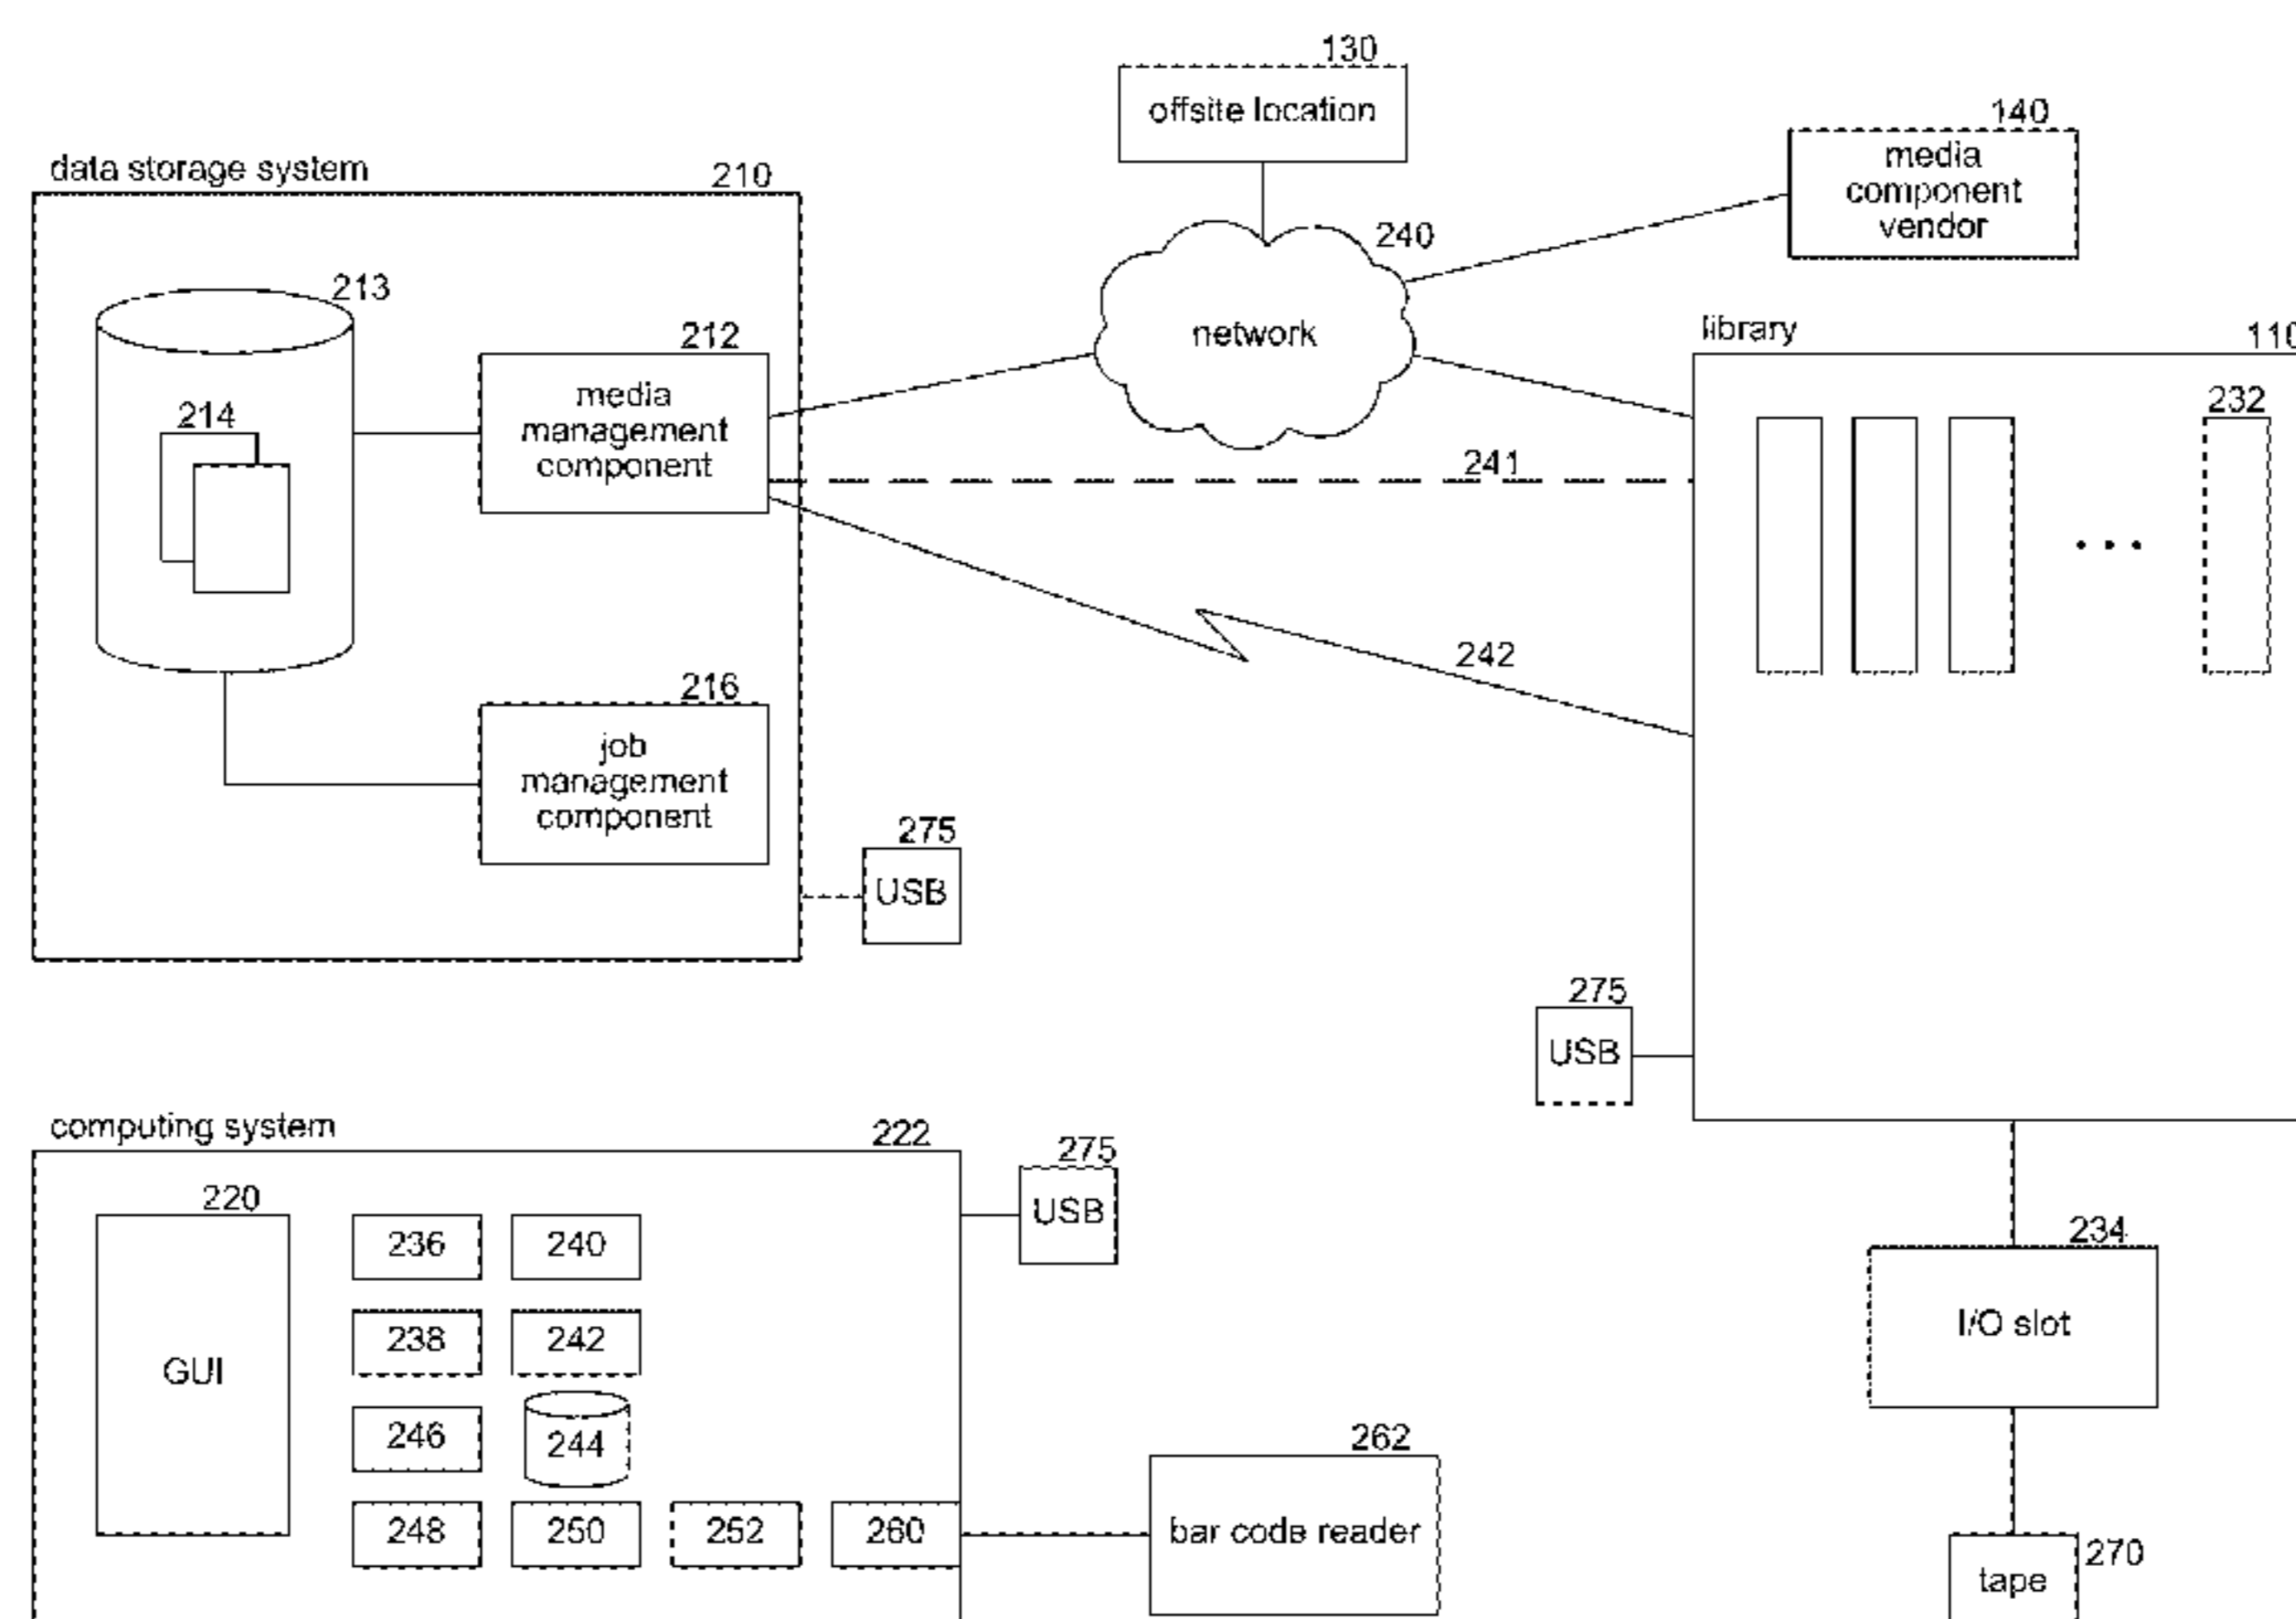 130
offsite location
140
media
component
vendor
data storage system
210
240
network
213
212
media
management
component
214
library
110
232
241
242
216
job
management
component
275
USB
275
USB
computing system
222
275
USB
220
GUI
236
240
238
242
246
244
248
250
252
260
262
bar code reader
234
I/O slot
270
tape